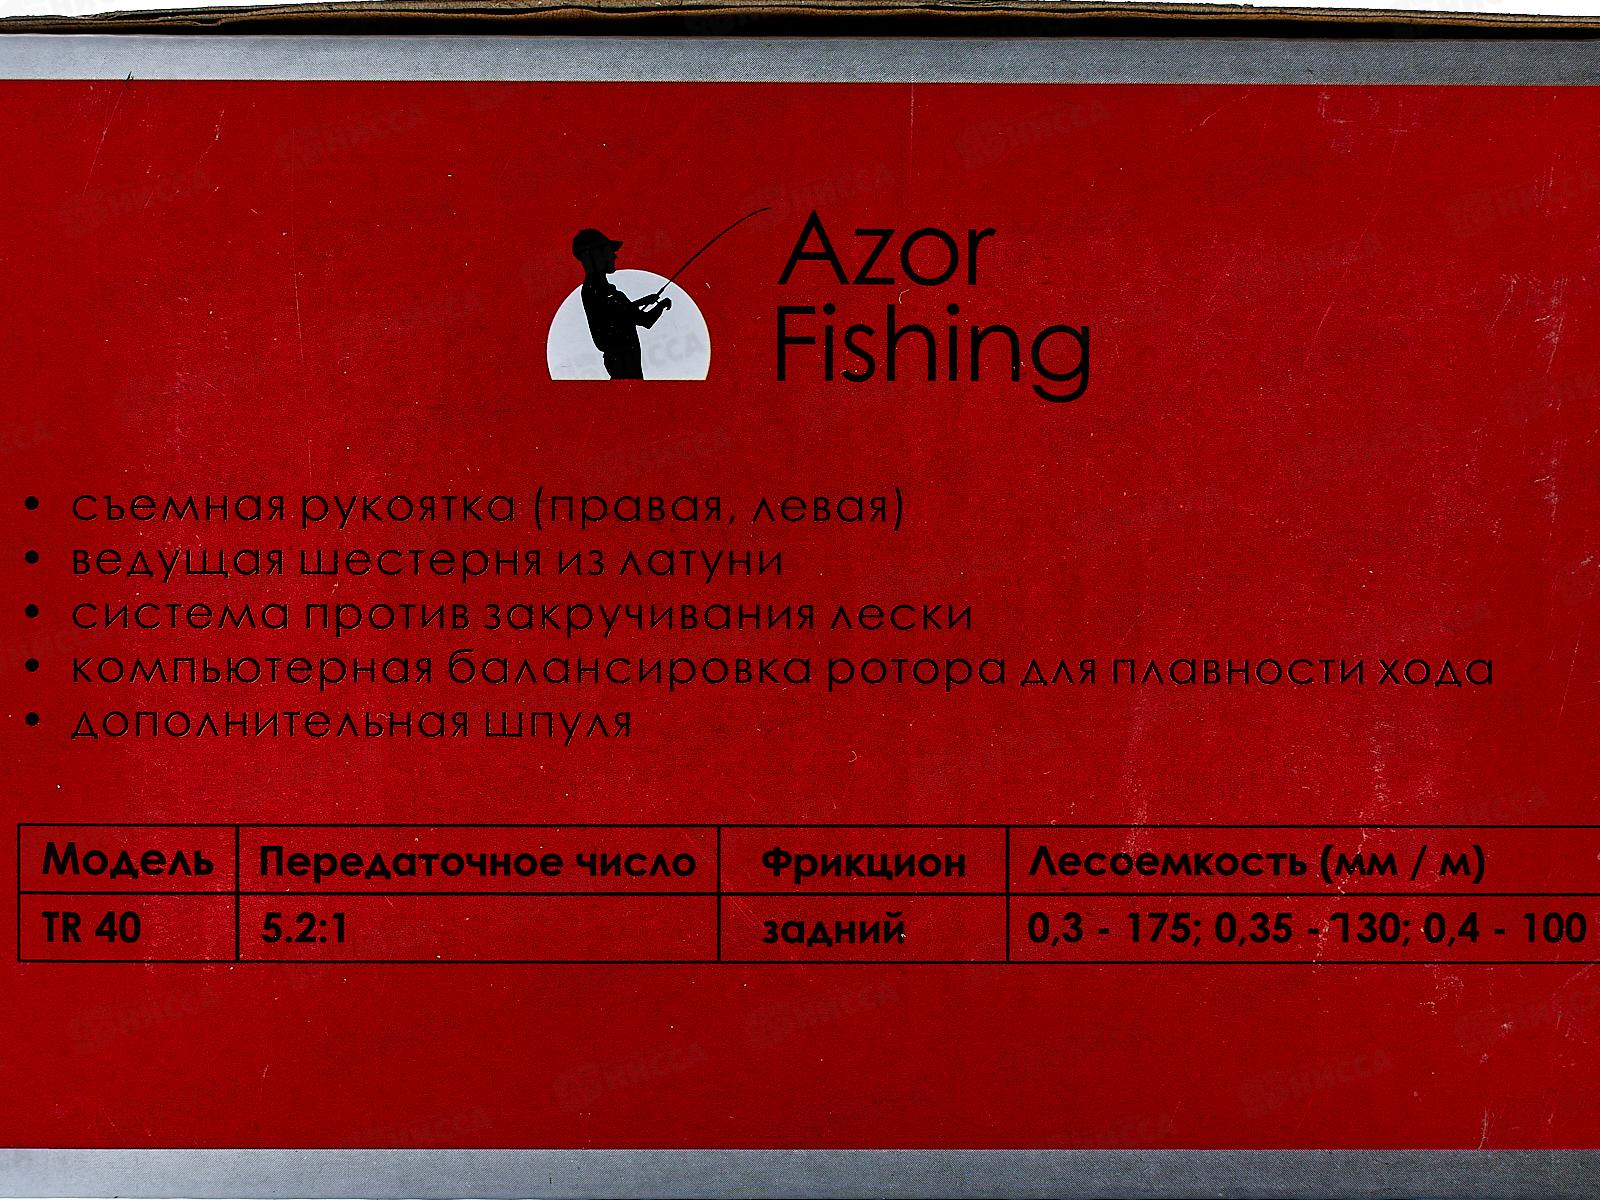 Azor
Fishing
• съемная рукоятка (правая, левая)
• ведущая шестерня из латуни
• система против закручивания лески
• компьютерная балансировка ротора для плавности хода
• дополнительная шпуля
Модель Передаточное число Фрикцион Лесоемкость (мм / м)
TR 40 5.2:1 задний 0,3 - 175; 0,35 - 130; 0,4 - 100